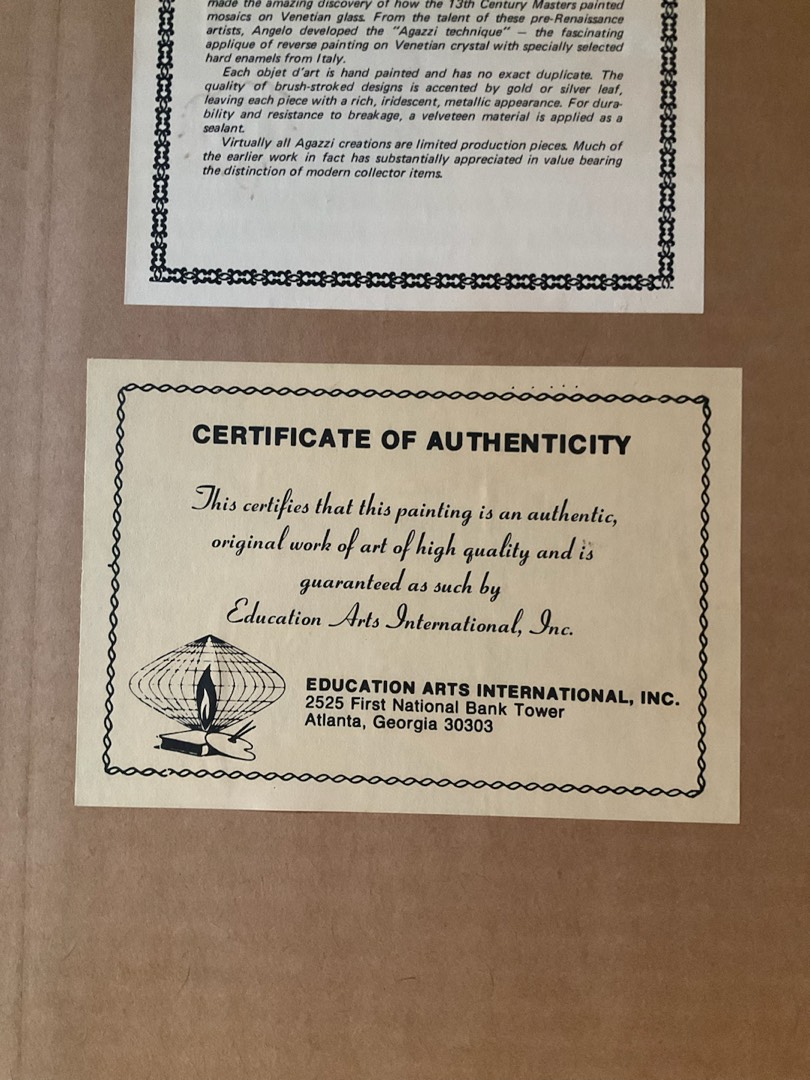 made the amazing discovery of how the 13th Century Masters painted
mosaics on Venetian glass. From the talent of these pre-Renaissance
artists, Angelo developed the "Agazzi technique" — the fascinating
applique of reverse painting on Venetian crystal with specially selected
hard enamels from Italy.
Each objet d'art is hand painted and has no exact duplicate. The
quality of brush-stroked designs is accented by gold or silver leaf,
leaving each piece with a rich, iridescent, metallic appearance. For dura-
bility and resistance to breakage, a velveteen material is applied as a
sealant.
Virtually all Agazzi creations are limited production pieces. Much of
the earlier work in fact has substantially appreciated in value bearing
the distinction of modern collector items.
CERTIFICATE OF AUTHENTICITY
This certifies that this painting is an authentic,
original work of art of high quality and is
guaranteed as such by
Education Arts International, Inc.
EDUCATION ARTS INTERNATIONAL, INC.
2525 First National Bank Tower
Atlanta, Georgia 30303